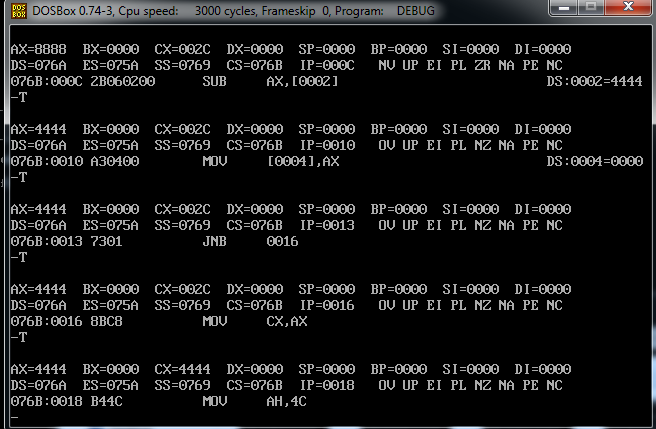 DOS BOX DOSBox 0.74-3, Cpu speed: 3000 cycles, Frameskip 0, Program: DEBUG
AX=8888 BX=0000 CX=002C DX=0000 SP=0000 BP=0000 SI=0000 DI=0000
DS=076A ES=075A SS=0769 CS=076B IP=000C NV UP EI PL ZR NA PE NC
076B:000C 2B060200 SUB AX,[0002] DS:0002=4444
-T
AX=4444 BX=0000 CX=002C DX=0000 SP=0000 BP=0000 SI=0000 DI=0000
DS=076A ES=075A SS=0769 CS=076B IP=0010 OV UP EI PL NZ NA PE NC
076B:0010 A30400 MOV [0004],AX DS:0004=0000
-T
AX=4444 BX=0000 CX=002C DX=0000 SP=0000 BP=0000 SI=0000 DI=0000
DS=076A ES=075A SS=0769 CS=076B IP=0013 OV UP EI PL NZ NA PE NC
076B:0013 7301 JNB 0016
-T
AX=4444 BX=0000 CX=002C DX=0000 SP=0000 BP=0000 SI=0000 DI=0000
DS=076A ES=075A SS=0769 CS=076B IP=0016 OV UP EI PL NZ NA PE NC
076B:0016 8BC8 MOV CX,AX
-T
AX=4444 BX=0000 CX=4444 DX=0000 SP=0000 BP=0000 SI=0000 DI=0000
DS=076A ES=075A SS=0769 CS=076B IP=0018 OV UP EI PL NZ NA PE NC
076B:0018 B44C MOV AH,4C
-